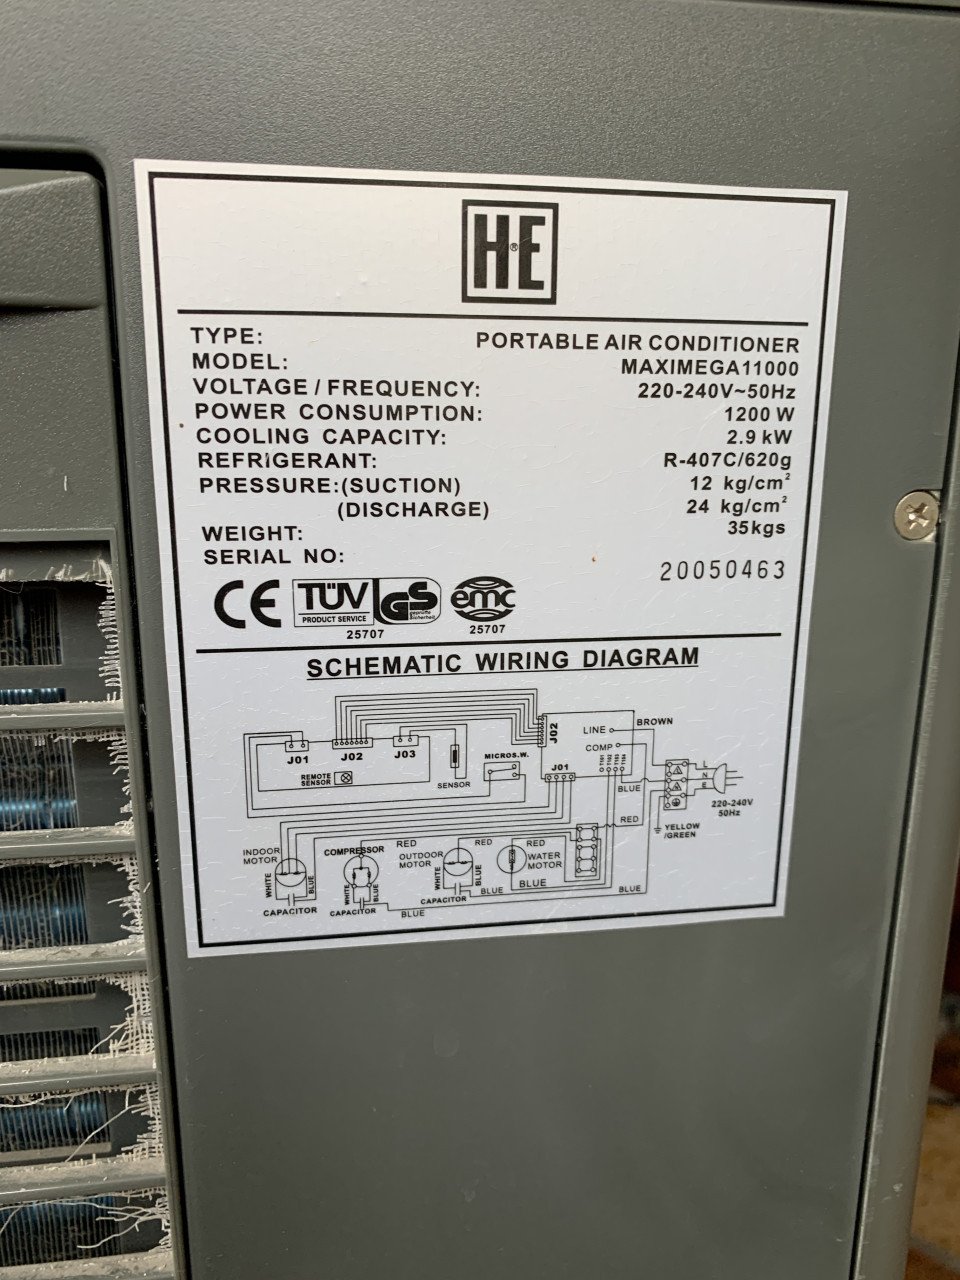 H®E
TYPE: PORTABLE AIR CONDITIONER
MODEL: MAXIMEGA11000
VOLTAGE / FREQUENCY: 220-240V~50Hz
POWER CONSUMPTION: 1200 W
COOLING CAPACITY: 2.9 kW
REFRIGERANT: R-407C/620g
PRESSURE:(SUCTION) 12 kg/cm²
(DISCHARGE) 24 kg/cm²
WEIGHT: 35kgs
SERIAL NO: 20050463
CE TÜV PRODUCT SERVICE GS geprüfte Sicherheit emc
25707 25707
SCHEMATIC WIRING DIAGRAM
J02 BROWN
LINE
J01 J02 J03 COMP
MICROS.W. J01
REMOTE SENSOR
SENSOR
BLUE
L
N
E
220-240V
50Hz
RED YELLOW
/GREEN
INDOOR MOTOR COMPRESSOR RED OUTDOOR MOTOR RED RED WATER MOTOR
WHITE BLUE WHITE BLUE WHITE BLUE BLUE
CAPACITOR CAPACITOR CAPACITOR BLUE BLUE
BLUE